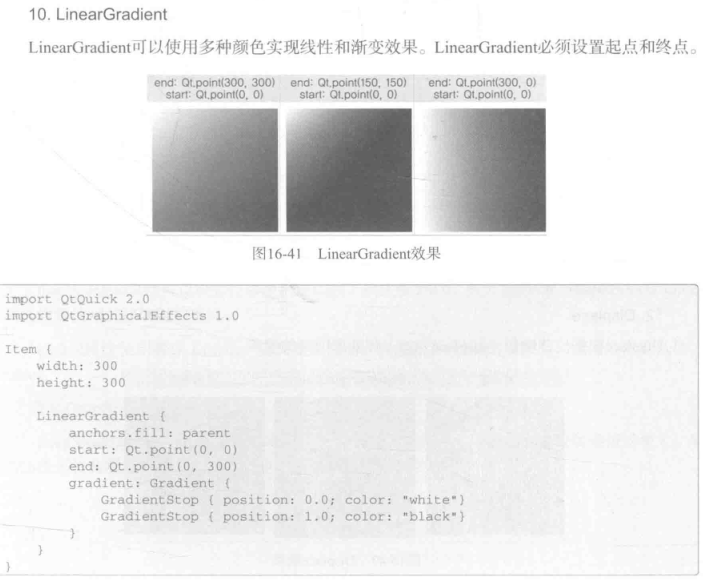 10. LinearGradient
LinearGradient可以使用多种颜色实现线性和渐变效果。LinearGradient必须设置起点和终点。
end: Qt.point(300, 300) end: Qt.point(150, 150) end: Qt.point(300, 0)
start: Qt.point(0, 0) start: Qt.point(0, 0) start: Qt.point(0, 0)
图16-41 LinearGradient效果
import QtQuick 2.0
import QtGraphicalEffects 1.0
Item {
    width: 300
    height: 300
    LinearGradient {
        anchors.fill: parent
        start: Qt.point(0, 0)
        end: Qt.point(0, 300)
        gradient: Gradient {
            GradientStop { position: 0.0; color: "white"}
            GradientStop { position: 1.0; color: "black"}
        }
    }
}